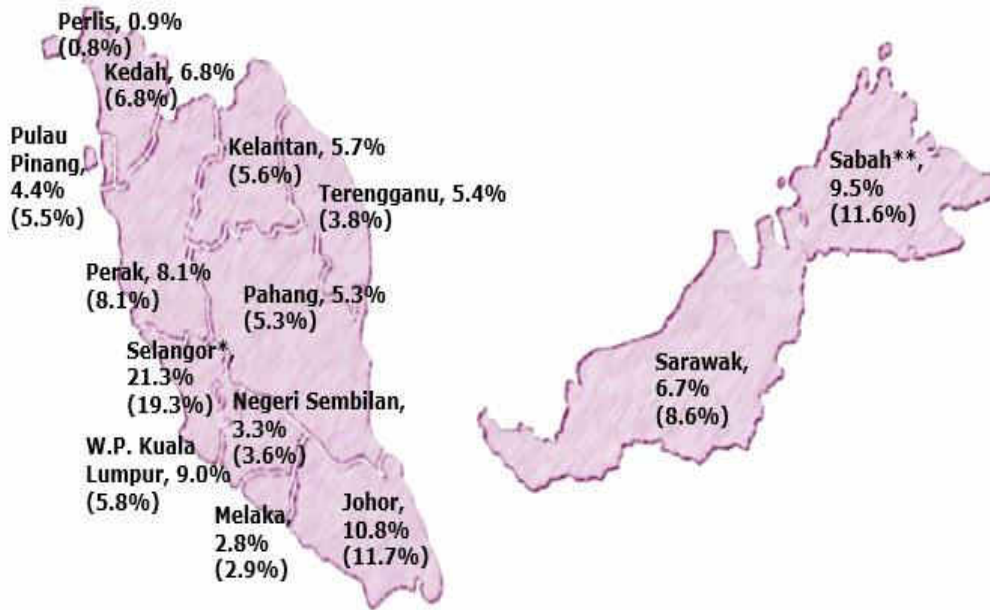 Perlis, 0.9%
(0.8%)
Kedah, 6.8%
(6.8%)
Pulau
Pinang,
4.4%
(5.5%)
Kelantan, 5.7%
(5.6%)
Terengganu, 5.4%
(3.8%)
Perak, 8.1%
(8.1%)
Pahang, 5.3%
(5.3%)
Selangor*,
21.3%
(19.3%)
Negeri Sembilan,
3.3%
(3.6%)
W.P. Kuala
Lumpur, 9.0%
(5.8%)
Melaka,
2.8%
(2.9%)
Johor,
10.8%
(11.7%)
Sabah**,
9.5%
(11.6%)
Sarawak,
6.7%
(8.6%)